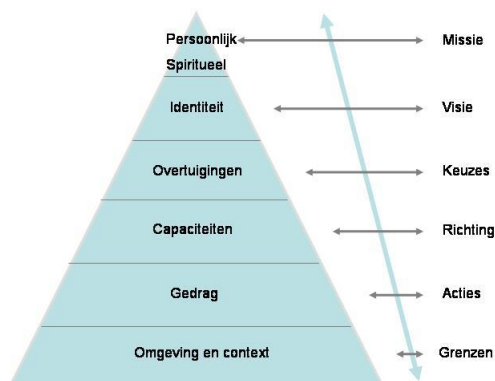 Persoonlijk
Spiritueel
Missie
Identiteit
Visie
Overtuigingen
Keuzes
Capaciteiten
Richting
Gedrag
Acties
Omgeving en context
Grenzen